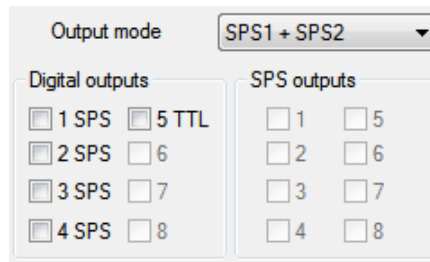 Output mode SPS1 + SPS2
Digital outputs SPS outputs
1 SPS 5 TTL 1 5
2 SPS 6 2 6
3 SPS 7 3 7
4 SPS 8 4 8